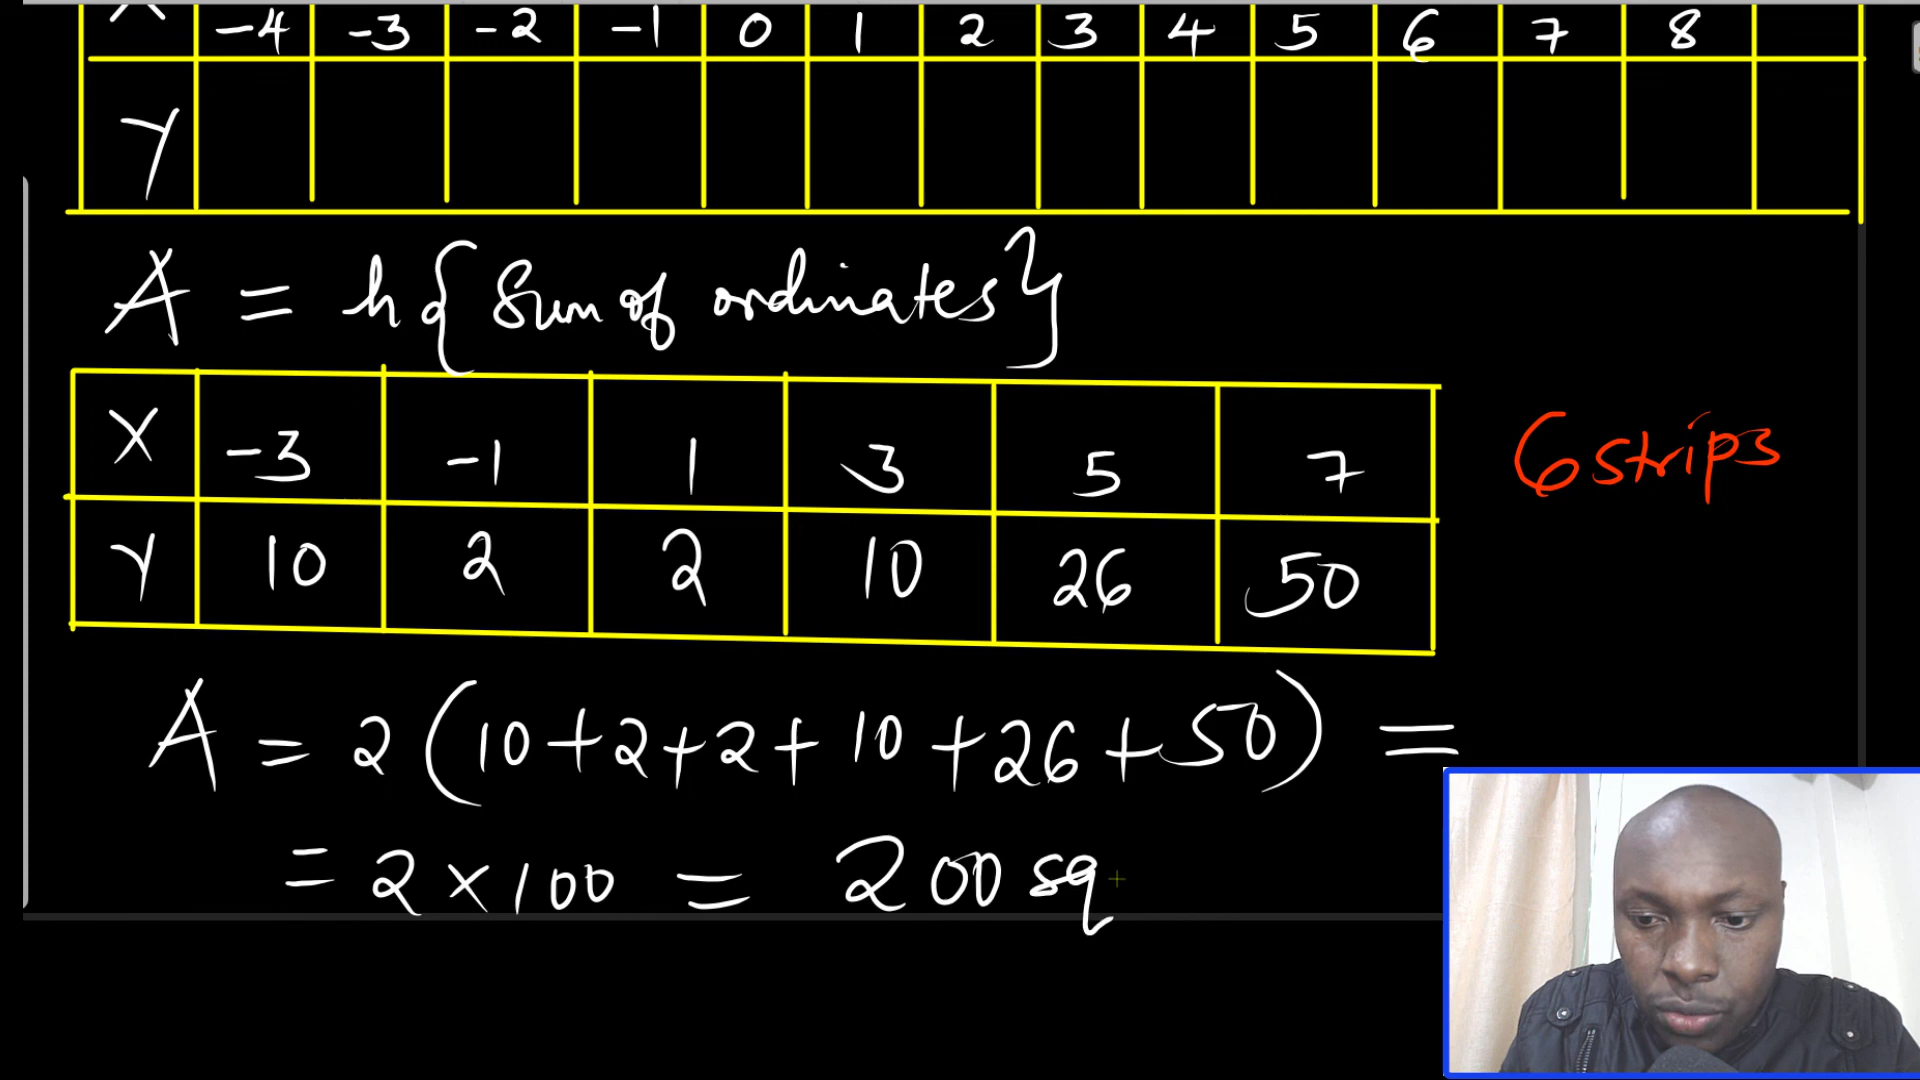 X -4 -3 -2 -1 0 1 2 3 4 5 6 7 8
Y
A = h{Sum of ordinates}
X -3 -1 1 3 5 7
6 strips
Y 10 2 2 10 26 50
A = 2(10+2+2+10+26+50) =
= 2 × 100 = 200 sq